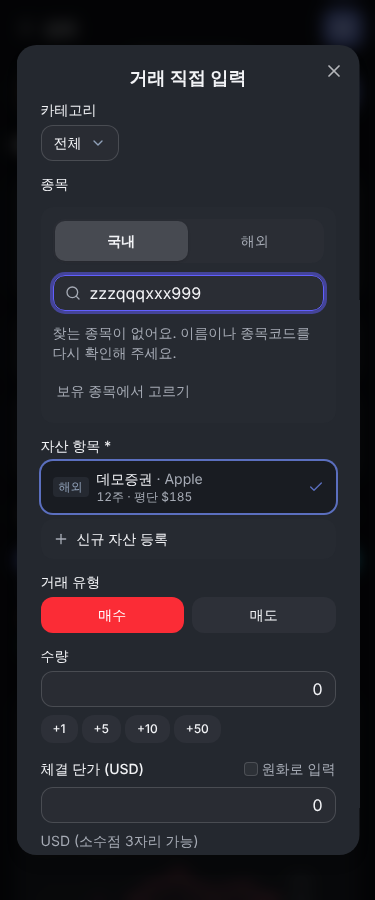 거래 직접 입력
카테고리
전체
종목
국내
해외
zzzqqqxxx999
찾는 종목이 없어요. 이름이나 종목코드를
다시 확인해 주세요.
보유 종목에서 고르기
자산 항목 *
해외
데모증권 · Apple
12주 · 평단 $185
신규 자산 등록
거래 유형
매수
매도
수량
0
+1
+5
+10
+50
체결 단가 (USD)
원화로 입력
0
USD (소수점 3자리 가능)